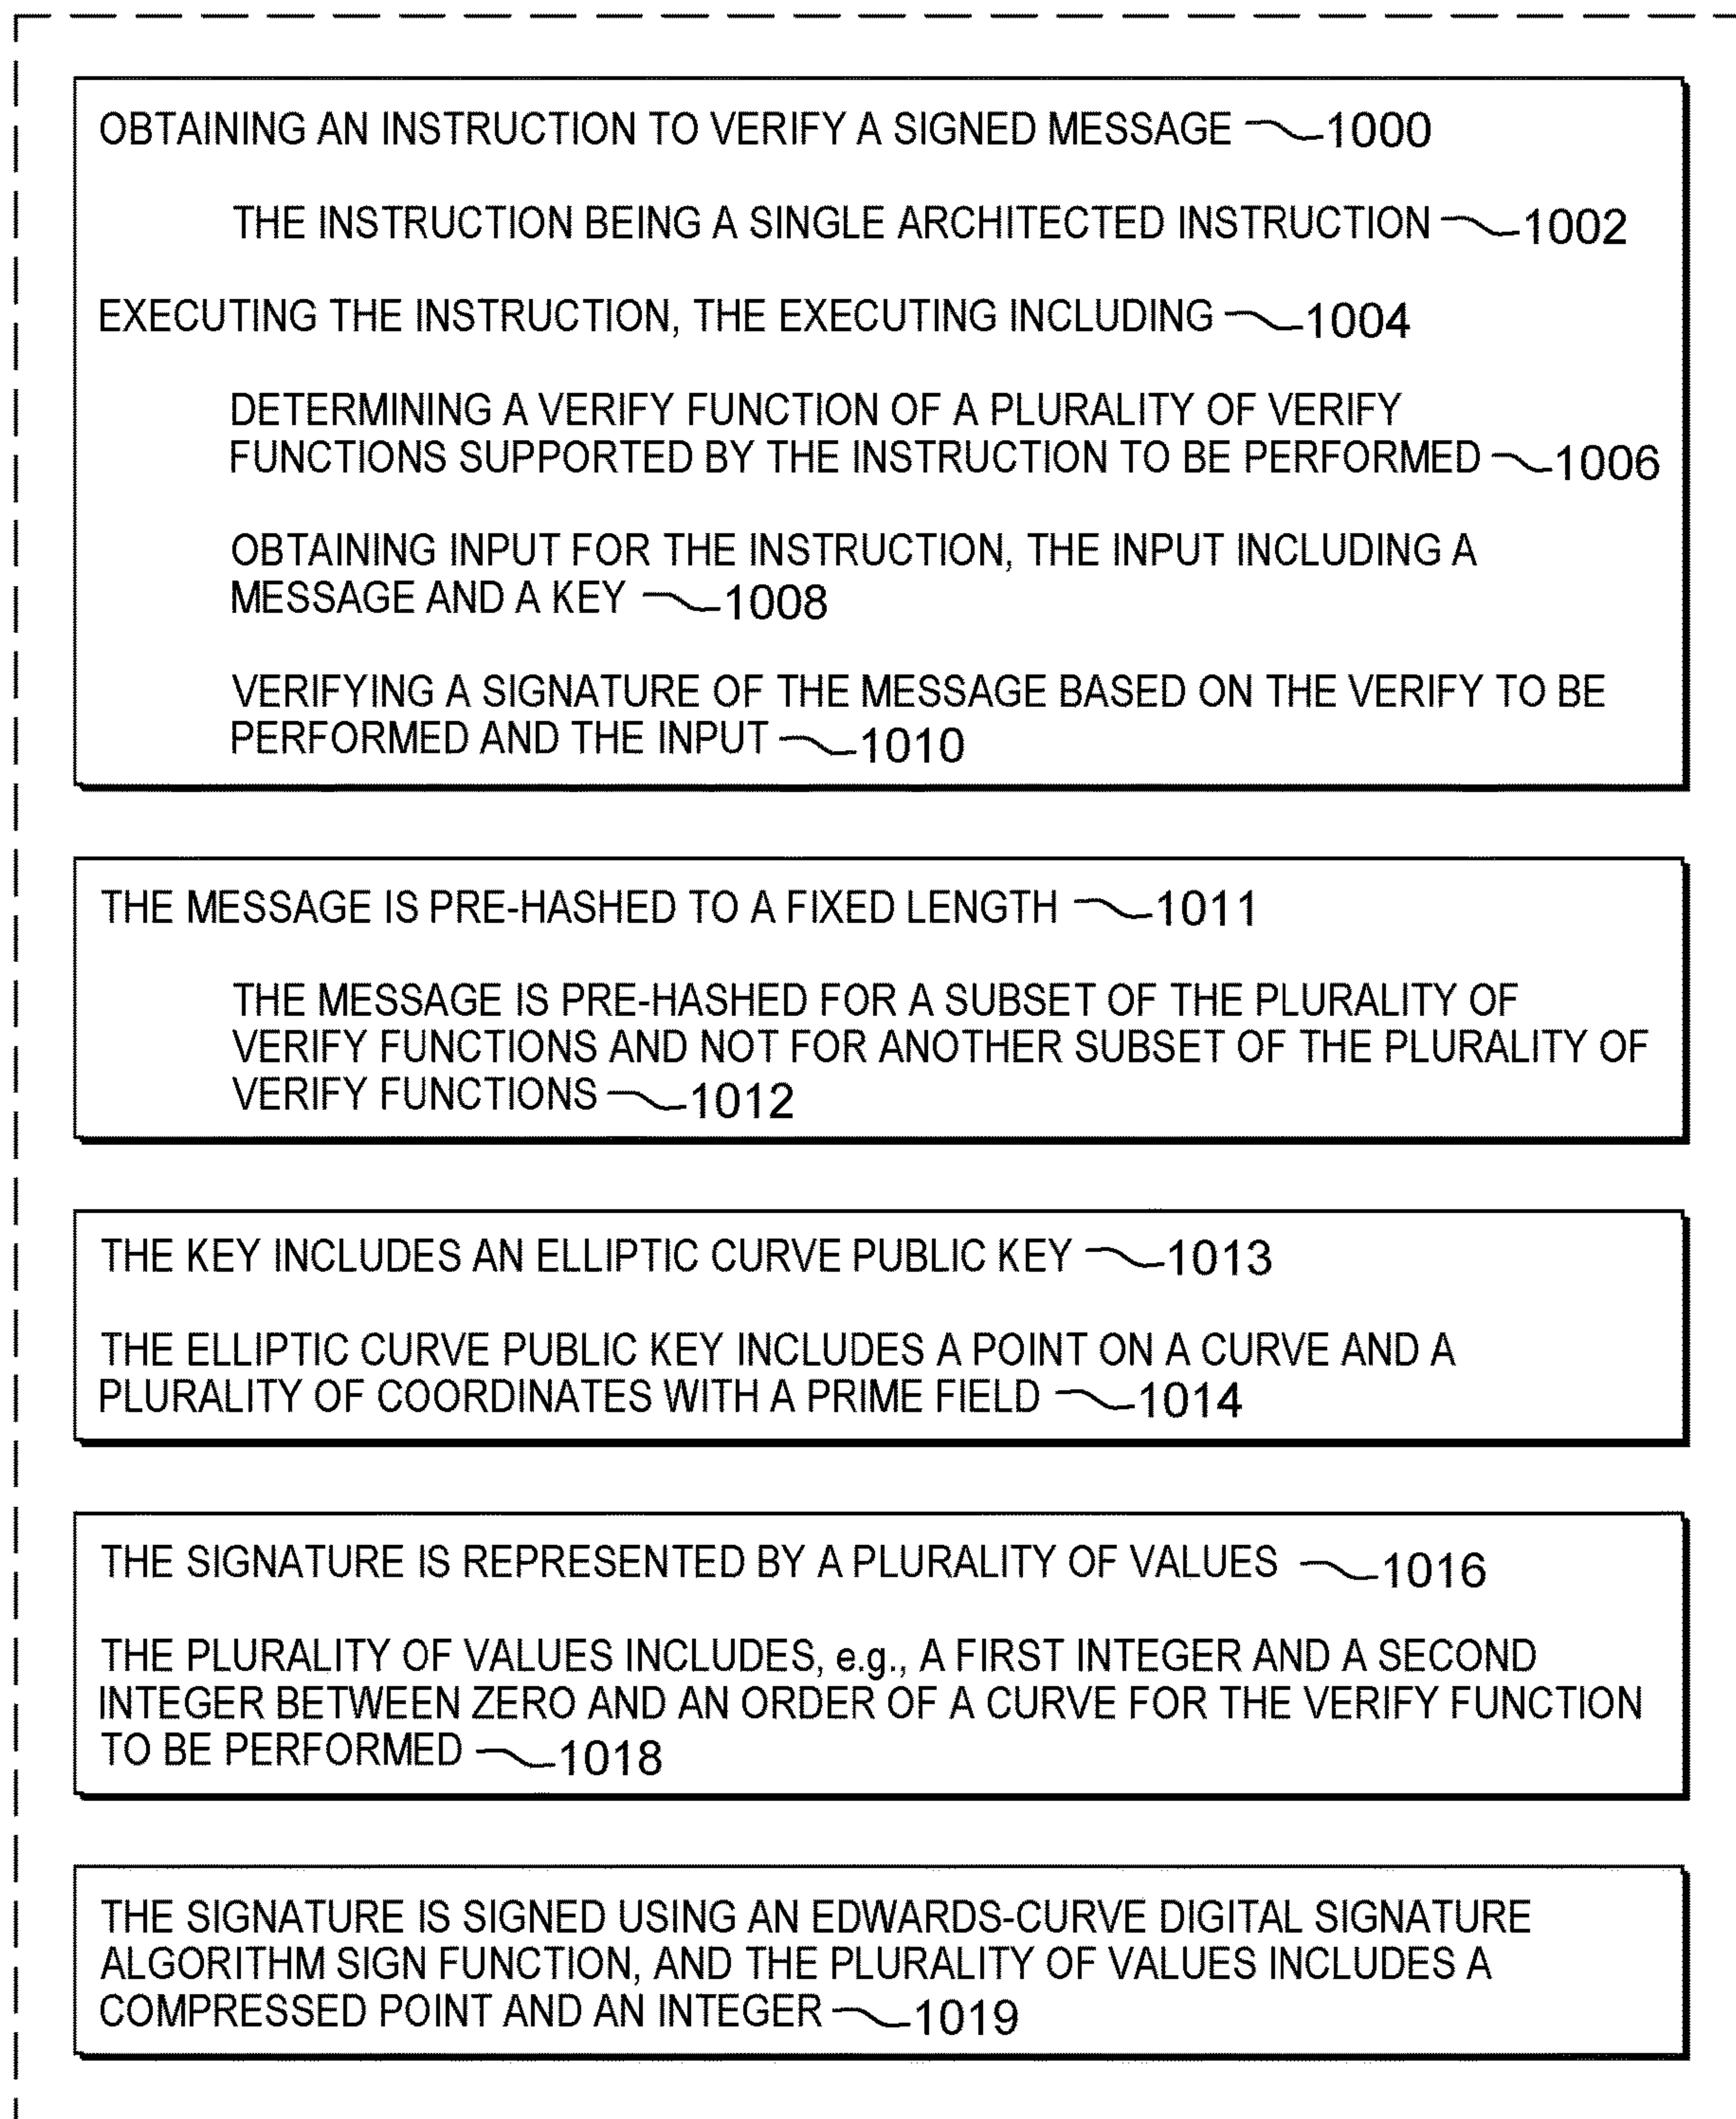 OBTAINING AN INSTRUCTION TO VERIFY A SIGNED MESSAGE 1000
THE INSTRUCTION BEING A SINGLE ARCHITECTED INSTRUCTION 1002
EXECUTING THE INSTRUCTION, THE EXECUTING INCLUDING 1004
DETERMINING A VERIFY FUNCTION OF A PLURALITY OF VERIFY
FUNCTIONS SUPPORTED BY THE INSTRUCTION TO BE PERFORMED 1006
OBTAINING INPUT FOR THE INSTRUCTION, THE INPUT INCLUDING A
MESSAGE AND A KEY 1008
VERIFYING A SIGNATURE OF THE MESSAGE BASED ON THE VERIFY TO BE
PERFORMED AND THE INPUT 1010
THE MESSAGE IS PRE-HASHED TO A FIXED LENGTH 1011
THE MESSAGE IS PRE-HASHED FOR A SUBSET OF THE PLURALITY OF
VERIFY FUNCTIONS AND NOT FOR ANOTHER SUBSET OF THE PLURALITY OF
VERIFY FUNCTIONS 1012
THE KEY INCLUDES AN ELLIPTIC CURVE PUBLIC KEY 1013
THE ELLIPTIC CURVE PUBLIC KEY INCLUDES A POINT ON A CURVE AND A
PLURALITY OF COORDINATES WITH A PRIME FIELD 1014
THE SIGNATURE IS REPRESENTED BY A PLURALITY OF VALUES 1016
THE PLURALITY OF VALUES INCLUDES, e.g., A FIRST INTEGER AND A SECOND
INTEGER BETWEEN ZERO AND AN ORDER OF A CURVE FOR THE VERIFY FUNCTION
TO BE PERFORMED 1018
THE SIGNATURE IS SIGNED USING AN EDWARDS-CURVE DIGITAL SIGNATURE
ALGORITHM SIGN FUNCTION, AND THE PLURALITY OF VALUES INCLUDES A
COMPRESSED POINT AND AN INTEGER 1019